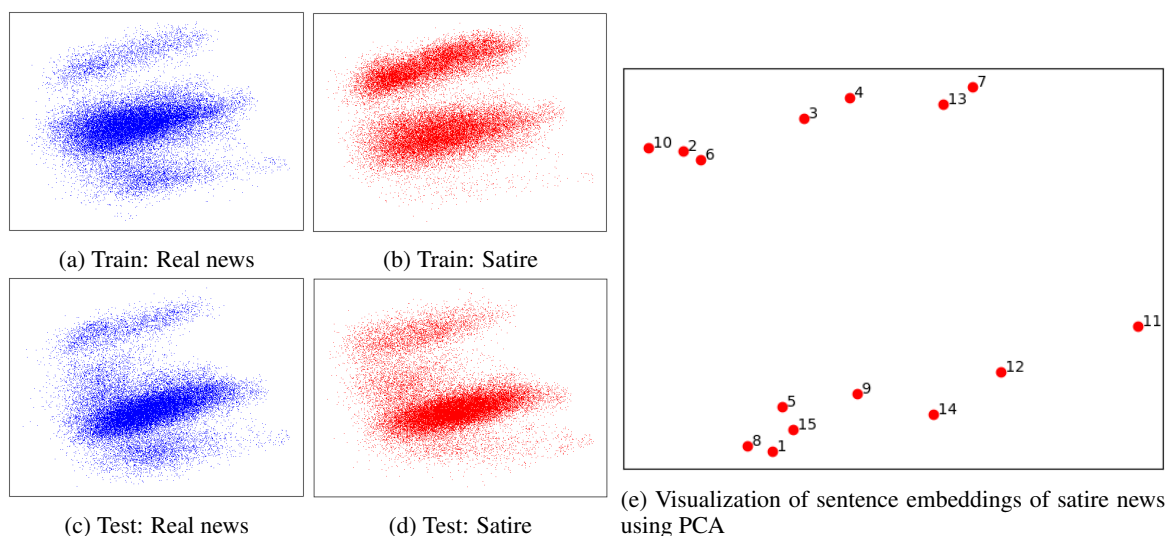 (a) Train: Real news
(b) Train: Satire
(c) Test: Real news
(d) Test: Satire
7
4
13
3
10
2
6
11
12
9
5
14
15
8
1
(e) Visualization of sentence embeddings of satire news
using PCA